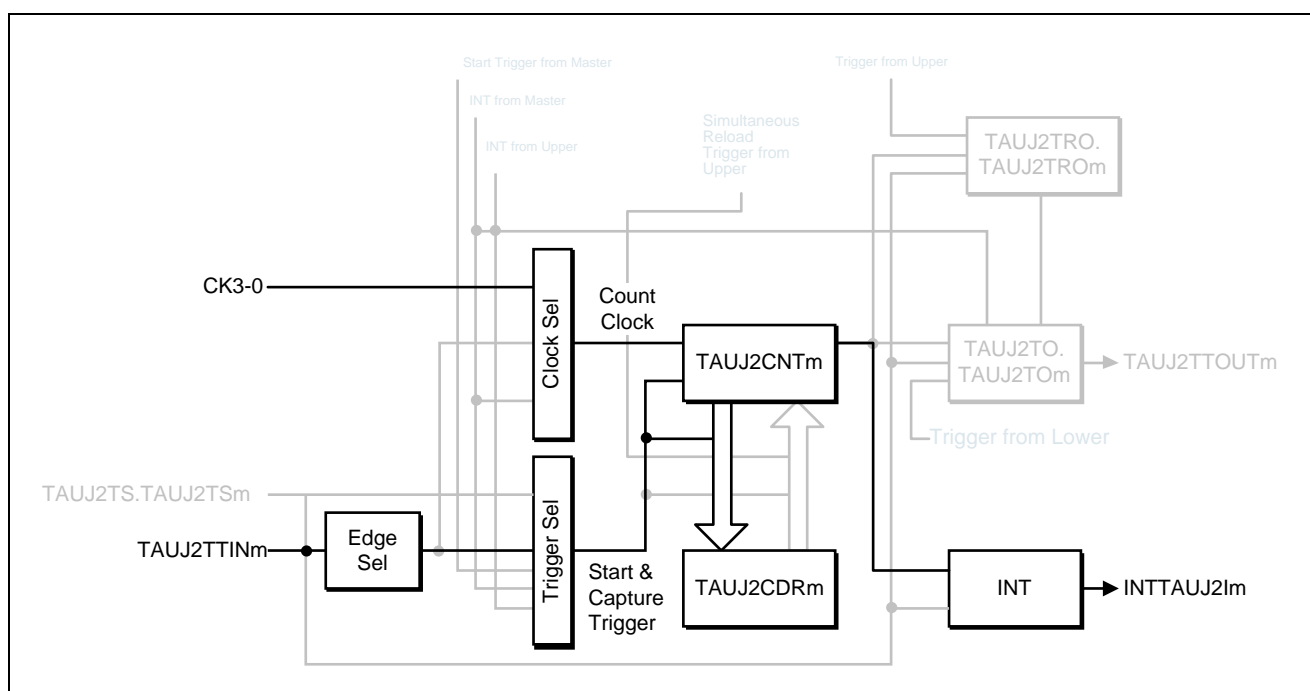 Start Trigger from Master
INT from Master
INT from Upper
Simultaneous
Reload
Trigger from
Upper
Trigger from Upper
TAUJ2TRO.
TAUJ2TROm
CK3-0
Clock Sel
Count
Clock
TAUJ2CNTm
TAUJ2TO.
TAUJ2TOm
TAUJ2TTOUTm
Trigger from Lower
TAUJ2TS.TAUJ2TSm
TAUJ2TTINm
Edge
Sel
Trigger Sel
Start &
Capture
Trigger
TAUJ2CDRm
INT
INTTAUJ2Im